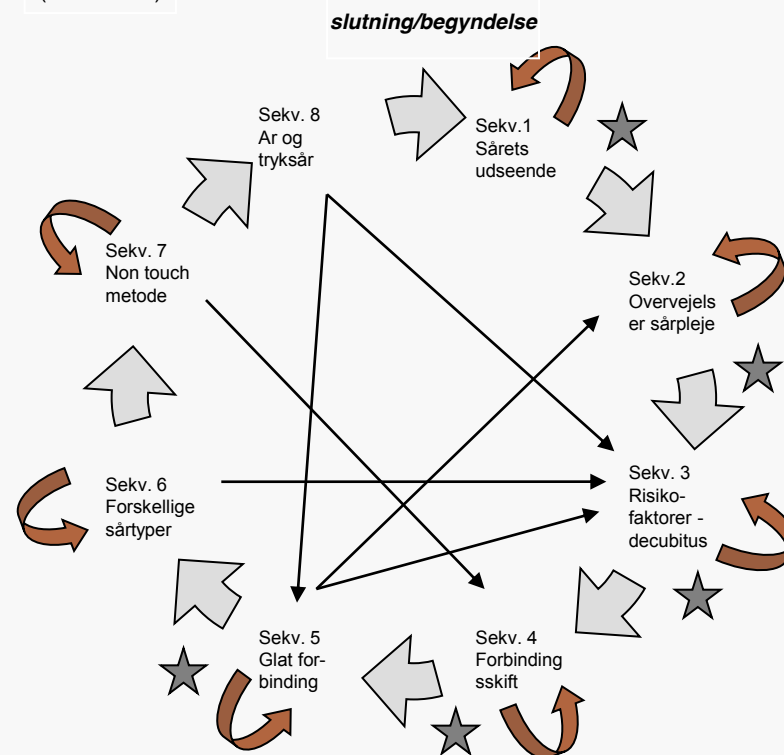 slutning/begyndelse
Sekv.1
Sårets
udseende
Sekv.2
Overvejels
er sårpleje
Sekv. 3
Risiko-
faktorer -
decubitus
Sekv. 4
Forbinding
sskift
Sekv. 5
Glat for-
binding
Sekv. 6
Forskellige
sårtyper
Sekv. 7
Non touch
metode
Sekv. 8
Ar og
tryksår